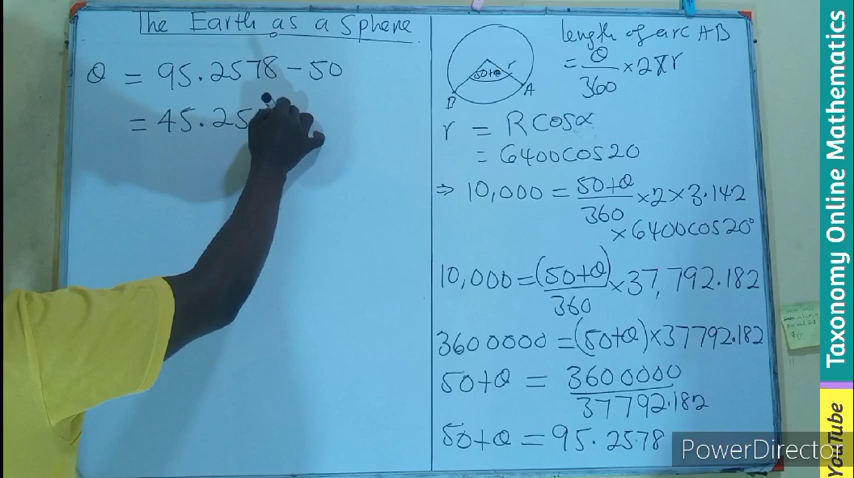 The Earth as a Sphere
θ = 95.2578 - 50
= 45.25
50+θ r
B A
length of arc AB
= θ/360 × 2πr
r = R cos α
= 6400 cos 20
⇒ 10,000 = 50+θ/360 × 2 × 3.142
× 6400 cos 20°
10,000 = (50+θ)/360 × 37,792.182
3600000 = (50+θ) × 37792.182
50+θ = 3600000/37792.182
50+θ = 95.2578
PowerDirector
Taxonomy Online Mathematics
YouTube